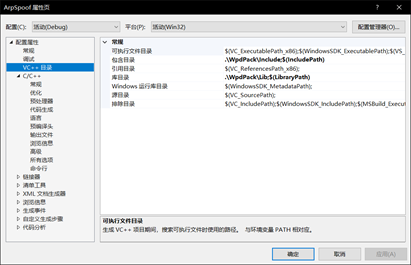 ArpSpoof 属性页
配置(C): 活动(Debug) 平台(P): 活动(Win32) 配置管理器(O)...
配置属性
常规
调试
VC++ 目录
C/C++
常规
优化
预处理器
代码生成
语言
预编译头
输出文件
浏览信息
高级
所有选项
命令行
链接器
清单工具
XML 文档生成器
浏览信息
生成事件
自定义生成步骤
代码分析
常规
可执行文件目录 $(VC_ExecutablePath_x86);$(WindowsSDK_ExecutablePath);$(VS_
包含目录 .\WpdPack\Include;$(IncludePath)
引用目录 $(VC_ReferencesPath_x86);
库目录 .\WpdPack\Lib;$(LibraryPath)
Windows 运行库目录 $(WindowsSDK_MetadataPath);
源目录 $(VC_SourcePath);
排除目录 $(VC_IncludePath);$(WindowsSDK_IncludePath);$(MSBuild_Execut
可执行文件目录
生成 VC++ 项目期间，搜索可执行文件时使用的路径。 与环境变量 PATH 相对应。
确定 取消 应用(A)